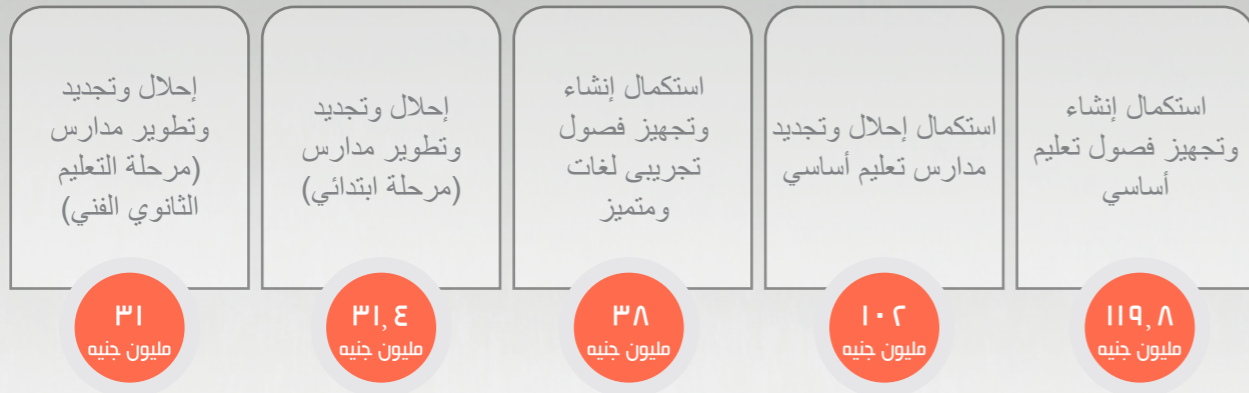 استكمال إنشاء
وتجهيز فصول تعليم
أساسي
١١٩,٨
مليون جنيه
استكمال إحلال وتجديد
مدارس تعليم أساسي
١٠٢
مليون جنيه
استكمال إنشاء
وتجهيز فصول
تجريبى لغات
ومتميز
٣٨
مليون جنيه
إحلال وتجديد
وتطوير مدارس
(مرحلة ابتدائي)
٣١,٤
مليون جنيه
إحلال وتجديد
وتطوير مدارس
(مرحلة التعليم
الثانوي الفني)
٣١
مليون جنيه